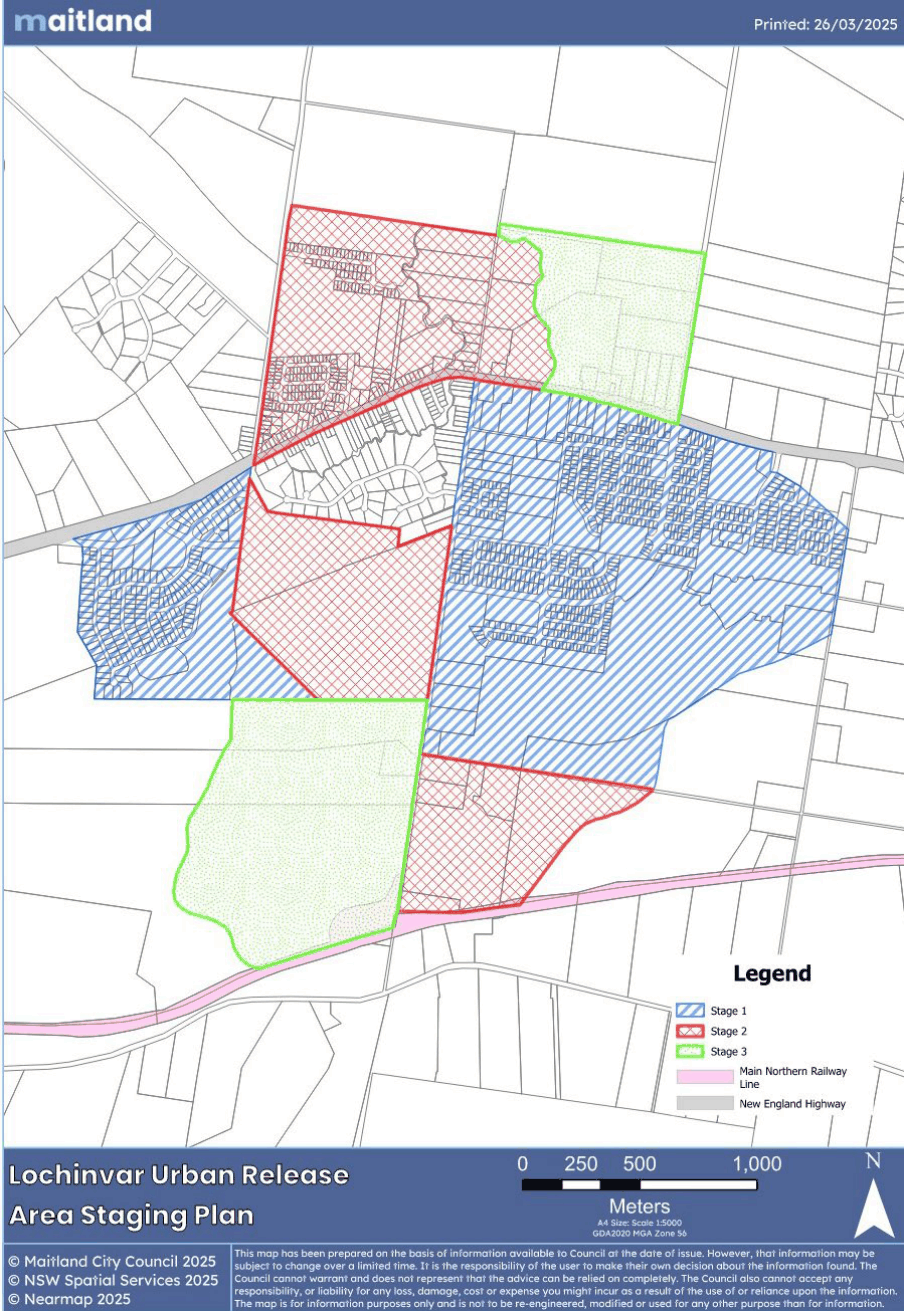 maitland
Printed: 26/03/2025
Legend
Stage 1
Stage 2
Stage 3
Main Northern Railway
Line
New England Highway
Lochinvar Urban Release
Area Staging Plan
0 250 500 1,000
Meters
A4 Size: Scale 1:5000
GDA2020 MGA Zone 56
N
© Maitland City Council 2025
© NSW Spatial Services 2025
© Nearmap 2025
This map has been prepared on the basis of information available to Council at the date of issue. However, that information may be
subject to change over a limited time. It is the responsibility of the user to make their own decision about the information found. The
Council cannot warrant and does not represent that the advice can be relied on completely. The Council also cannot accept any
responsibility, or liability for any loss, damage, cost or expense you might incur as a result of the use of or reliance upon the information.
The map is for information purposes only and is not to be re-engineered, modified or used for any other purpose than for information.